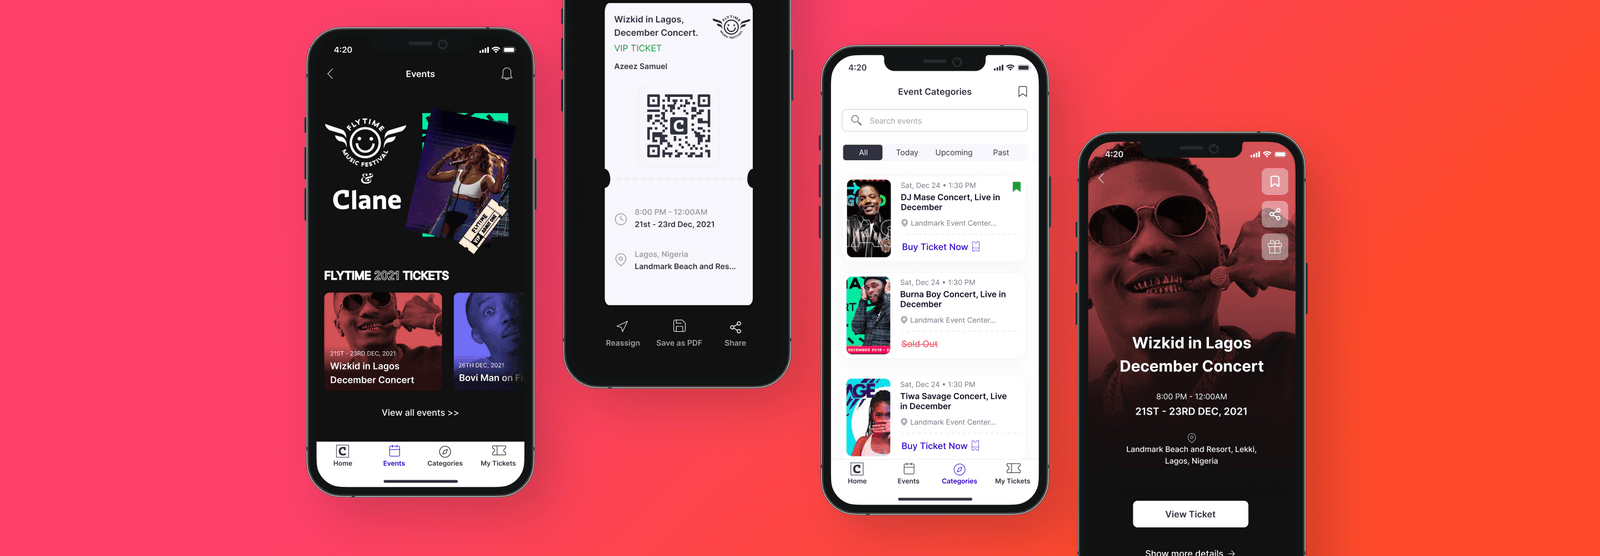 4:20
Events
FLYTIME
MUSIC FESTIVAL
&
Clane
FLYTIME
FLYTIME 2021 TICKETS
21ST - 23RD DEC, 2021
Wizkid in Lagos
December Concert
26TH DEC, 2021
Bovi Man on F
View all events >>
C
Home
Events
Categories
My Tickets
Wizkid in Lagos,
December Concert.
FLYTIME
MUSIC FESTIVAL
VIP TICKET
Azeez Samuel
C
8:00 PM - 12:00AM
21st - 23rd Dec, 2021
Lagos, Nigeria
Landmark Beach and Res...
Reassign
Save as PDF
Share
4:20
Event Categories
Search events
All
Today
Upcoming
Past
Sat, Dec 24 • 1:30 PM
DJ Mase Concert, Live in
December
Landmark Event Center...
Buy Ticket Now
Sat, Dec 24 • 1:30 PM
Burna Boy Concert, Live in
December
Landmark Event Center...
Sold Out
Sat, Dec 24 • 1:30 PM
Tiwa Savage Concert, Live
in December
Landmark Event Center...
Buy Ticket Now
C
Home
Events
Categories
My Tickets
4:20
Wizkid in Lagos
December Concert
8:00 PM - 12:00AM
21ST - 23RD DEC, 2021
Landmark Beach and Resort, Lekki,
Lagos, Nigeria
View Ticket
Show more details →